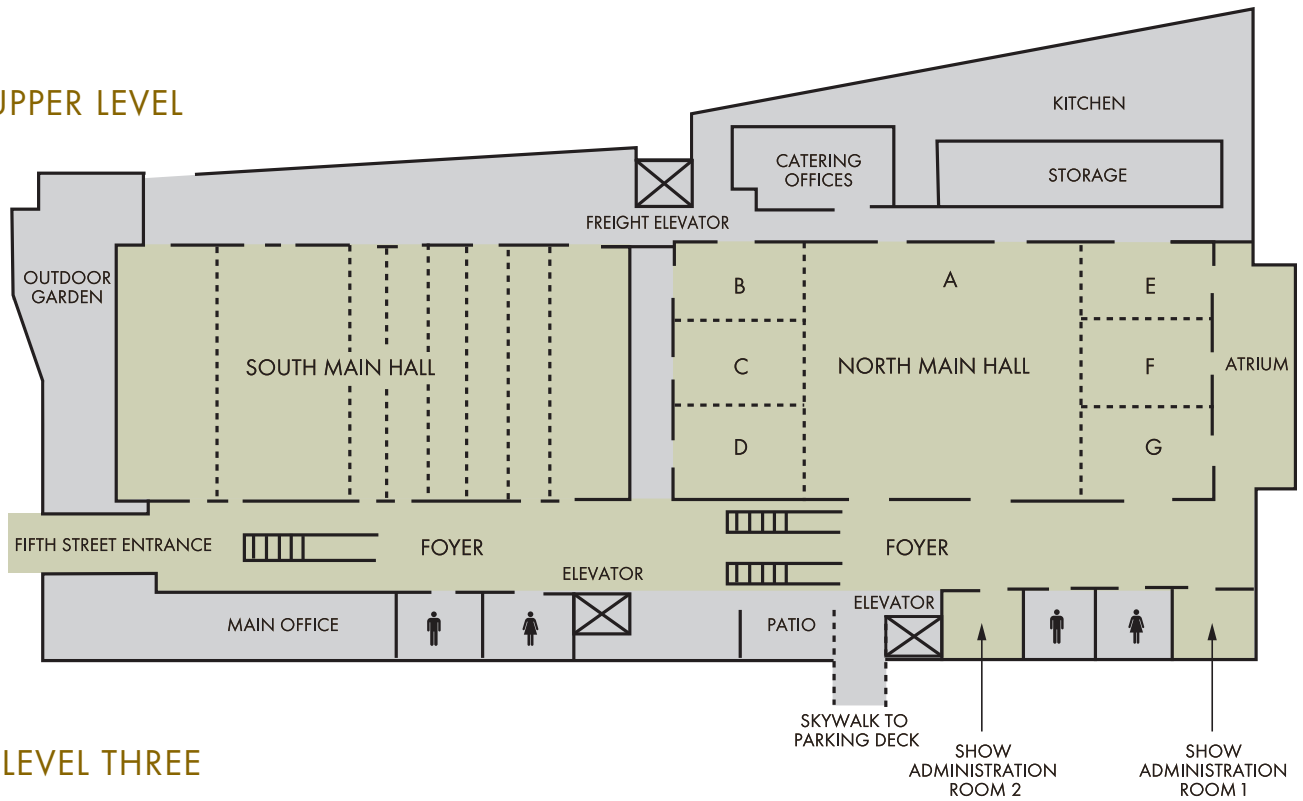 UPPER LEVEL
KITCHEN
CATERING
OFFICES
STORAGE
FREIGHT ELEVATOR
OUTDOOR
GARDEN
B
A
E
SOUTH MAIN HALL
C
NORTH MAIN HALL
F
ATRIUM
D
G
FIFTH STREET ENTRANCE
FOYER
FOYER
ELEVATOR
ELEVATOR
MAIN OFFICE
PATIO
SKYWALK TO
PARKING DECK
SHOW
ADMINISTRATION
ROOM 2
SHOW
ADMINISTRATION
ROOM 1
LEVEL THREE